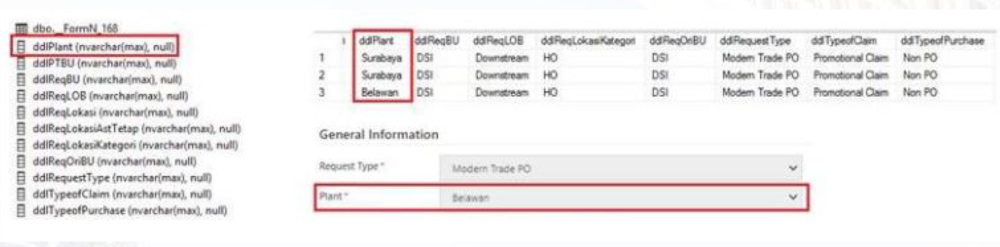 dbo.__FormN_168
ddlPlant (nvarchar(max), null)
ddlPTBU (nvarchar(max), null)
ddlReqBU (nvarchar(max), null)
ddlReqLOB (nvarchar(max), null)
ddlReqLokasi (nvarchar(max), null)
ddlReqLokasiAstTetap (nvarchar(max), null)
ddlReqLokasiKategori (nvarchar(max), null)
ddlReqOriBU (nvarchar(max), null)
ddlRequestType (nvarchar(max), null)
ddlTypeofClaim (nvarchar(max), null)
ddlTypeofPurchase (nvarchar(max), null)
ddlPlant ddlReqBU ddlReqLOB ddlReqLokasiKategori ddlReqOriBU ddlRequestType ddlTypeofClaim ddlTypeofPurchase
1 Surabaya DSI Downstream HO DSI Modern Trade PO Promotional Claim Non PO
2 Surabaya DSI Downstream HO DSI Modern Trade PO Promotional Claim Non PO
3 Belawan DSI Downstream HO DSI Modern Trade PO Promotional Claim Non PO
General Information
Request Type * Modern Trade PO
Plant * Belawan